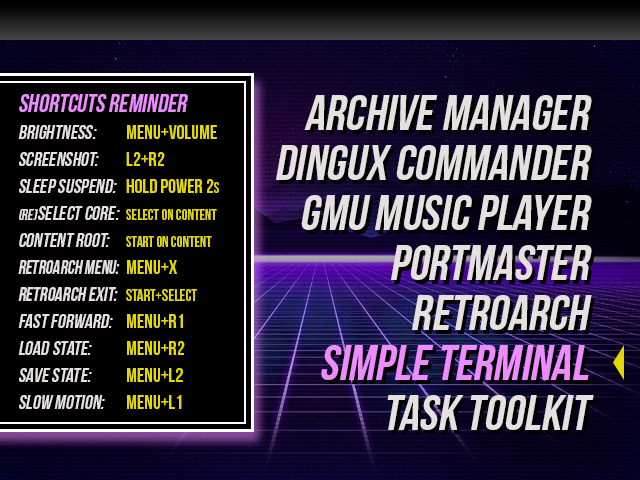 SHORTCUTS REMINDER
BRIGHTNESS: MENU+VOLUME
SCREENSHOT: L2+R2
SLEEP SUSPEND: HOLD POWER 2S
(RE)SELECT CORE: SELECT ON CONTENT
CONTENT ROOT: START ON CONTENT
RETROARCH MENU: MENU+X
RETROARCH EXIT: START+SELECT
FAST FORWARD: MENU+R1
LOAD STATE: MENU+R2
SAVE STATE: MENU+L2
SLOW MOTION: MENU+L1
ARCHIVE MANAGER
DINGUX COMMANDER
GMU MUSIC PLAYER
PORTMASTER
RETROARCH
SIMPLE TERMINAL
TASK TOOLKIT